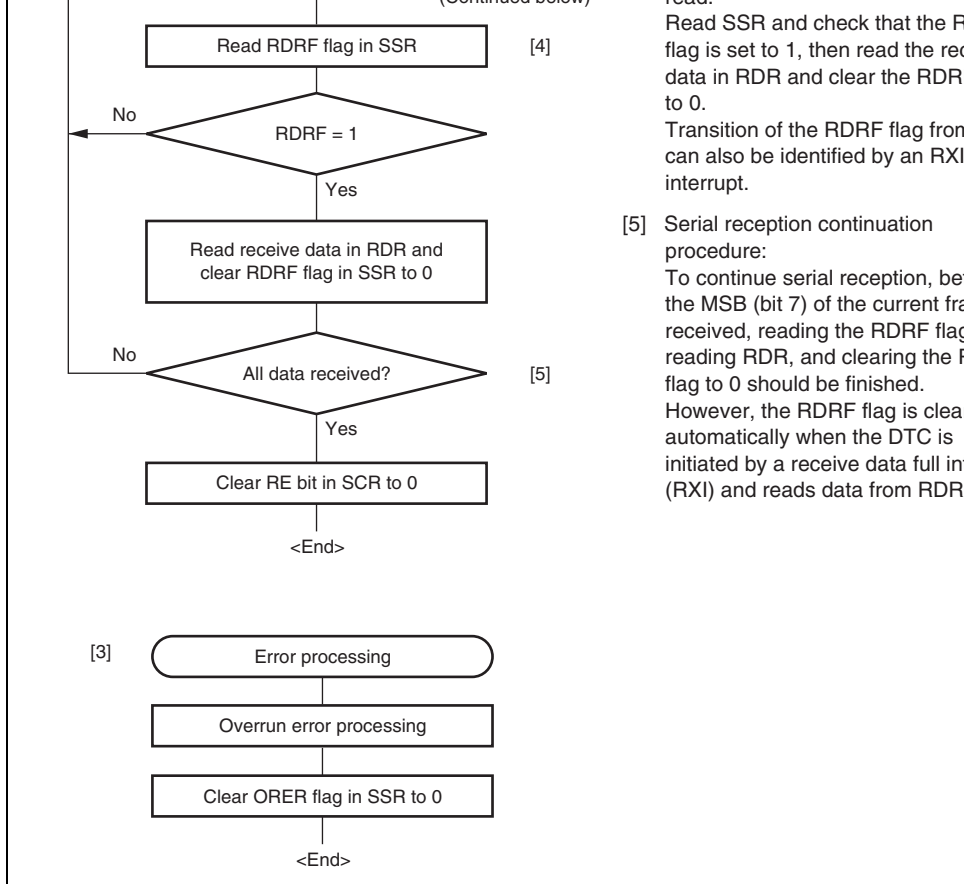 (Continued below)
Read RDRF flag in SSR
[4]
No
RDRF = 1
Yes
Read receive data in RDR and
clear RDRF flag in SSR to 0
No
All data received?
[5]
Yes
Clear RE bit in SCR to 0
<End>
[3]
Error processing
Overrun error processing
Clear ORER flag in SSR to 0
<End>
read.
Read SSR and check that the
flag is set to 1, then read the
data in RDR and clear the RDR
to 0.
Transition of the RDRF flag from
can also be identified by an RXI
interrupt.
[5] Serial reception continuation
procedure:
To continue serial reception,
the MSB (bit 7) of the current
received, reading the RDRF flag
reading RDR, and clearing the
flag to 0 should be finished.
However, the RDRF flag is
automatically when the DTC is
initiated by a receive data full
(RXI) and reads data from RDR